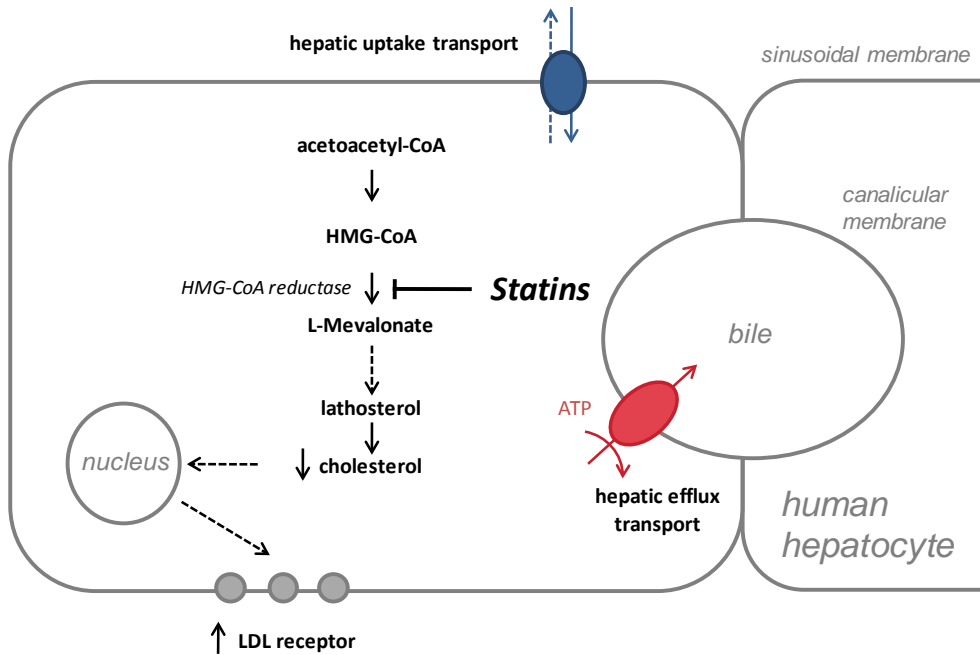 hepatic uptake transport
sinusoidal membrane
acetoacetyl-CoA
canalicular
membrane
HMG-CoA
HMG-CoA reductase
Statins
L-Mevalonate
bile
lathosterol
ATP
nucleus
cholesterol
hepatic efflux
transport
human
hepatocyte
LDL receptor